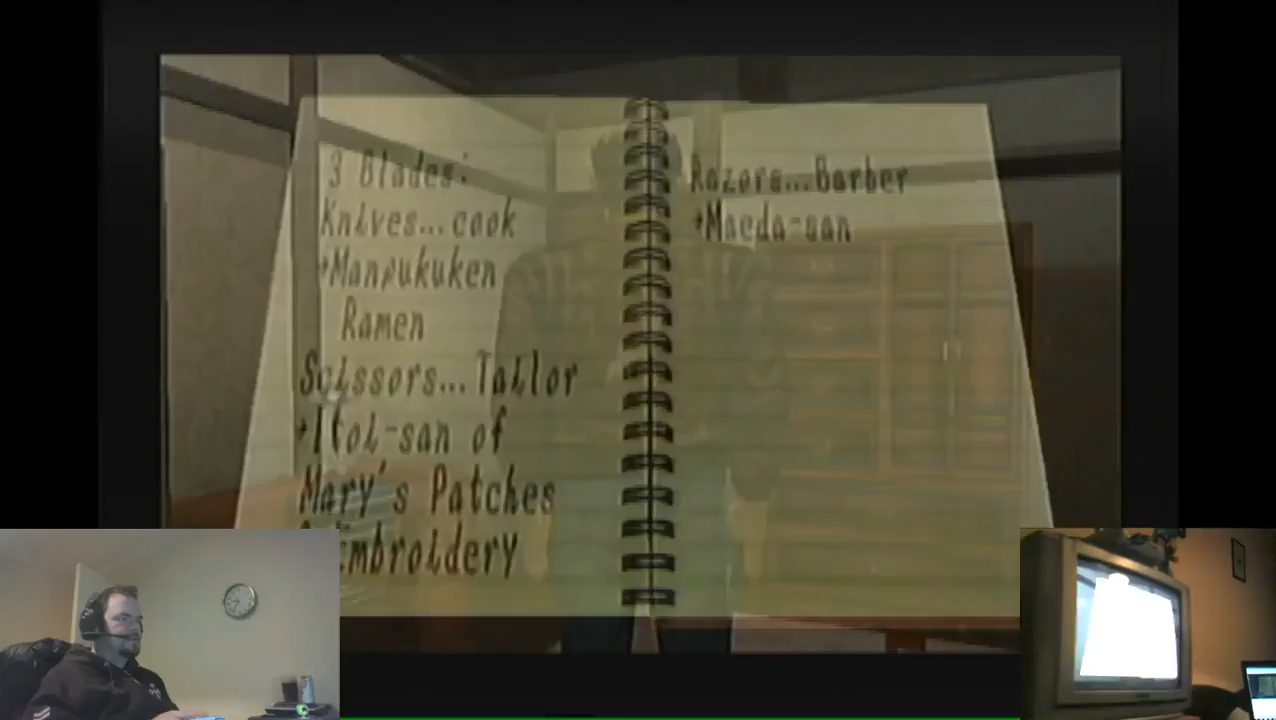 3 Blades:
Knives...cook
→Manpukuken
Ramen
Scissors...Tailor
→Itoi-san of
Mary's Patches
Embroidery
Razors...Barber
→Maeda-san